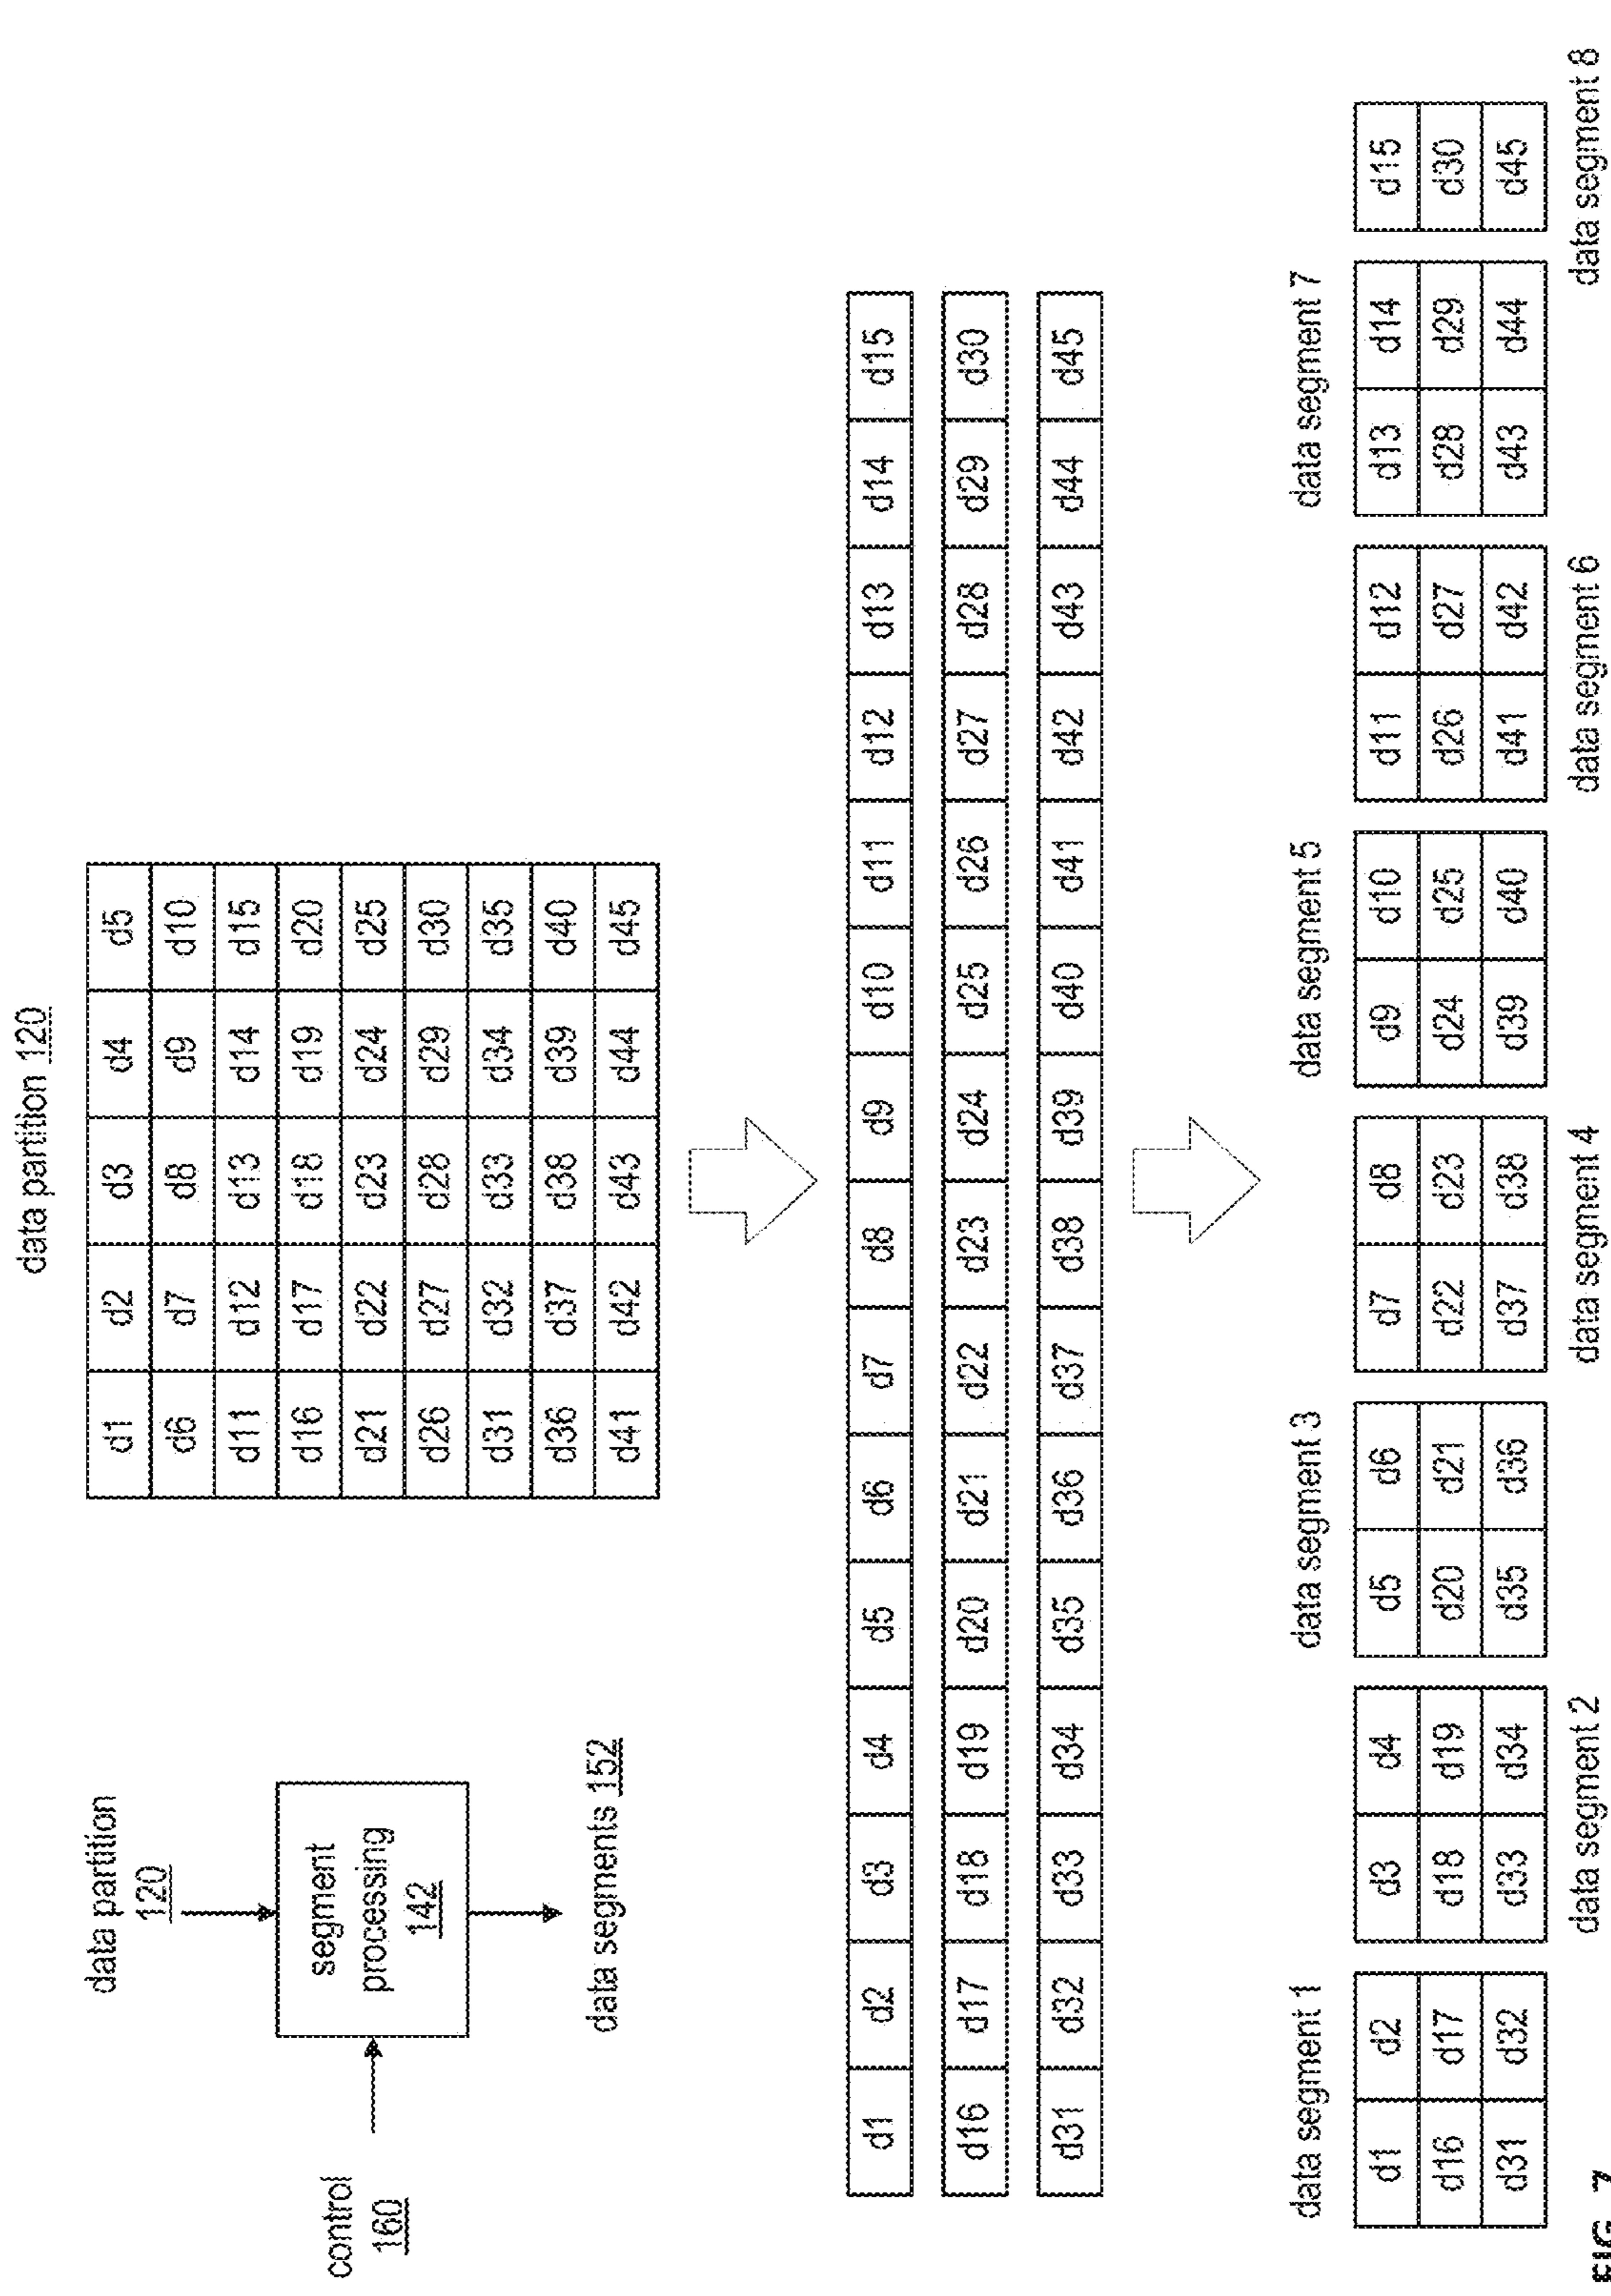 data partition
120
control
160
segment
processing
142
data segments 152
data partition 120
d1 d2 d3 d4 d5
d6 d7 d8 d9 d10
d11 d12 d13 d14 d15
d16 d17 d18 d19 d20
d21 d22 d23 d24 d25
d26 d27 d28 d29 d30
d31 d32 d33 d34 d35
d36 d37 d38 d39 d40
d41 d42 d43 d44 d45
d1 d2 d3 d4 d5 d6 d7 d8 d9 d10 d11 d12 d13 d14 d15
d16 d17 d18 d19 d20 d21 d22 d23 d24 d25 d26 d27 d28 d29 d30
d31 d32 d33 d34 d35 d36 d37 d38 d39 d40 d41 d42 d43 d44 d45
data segment 1 data segment 3 data segment 5 data segment 7
d1 d2 d3 d4 d5 d6 d7 d8 d9 d10 d11 d12 d13 d14 d15
d16 d17 d18 d19 d20 d21 d22 d23 d24 d25 d26 d27 d28 d29 d30
d31 d32 d33 d34 d35 d36 d37 d38 d39 d40 d41 d42 d43 d44 d45
data segment 2 data segment 4 data segment 6 data segment 8
FIG. 7